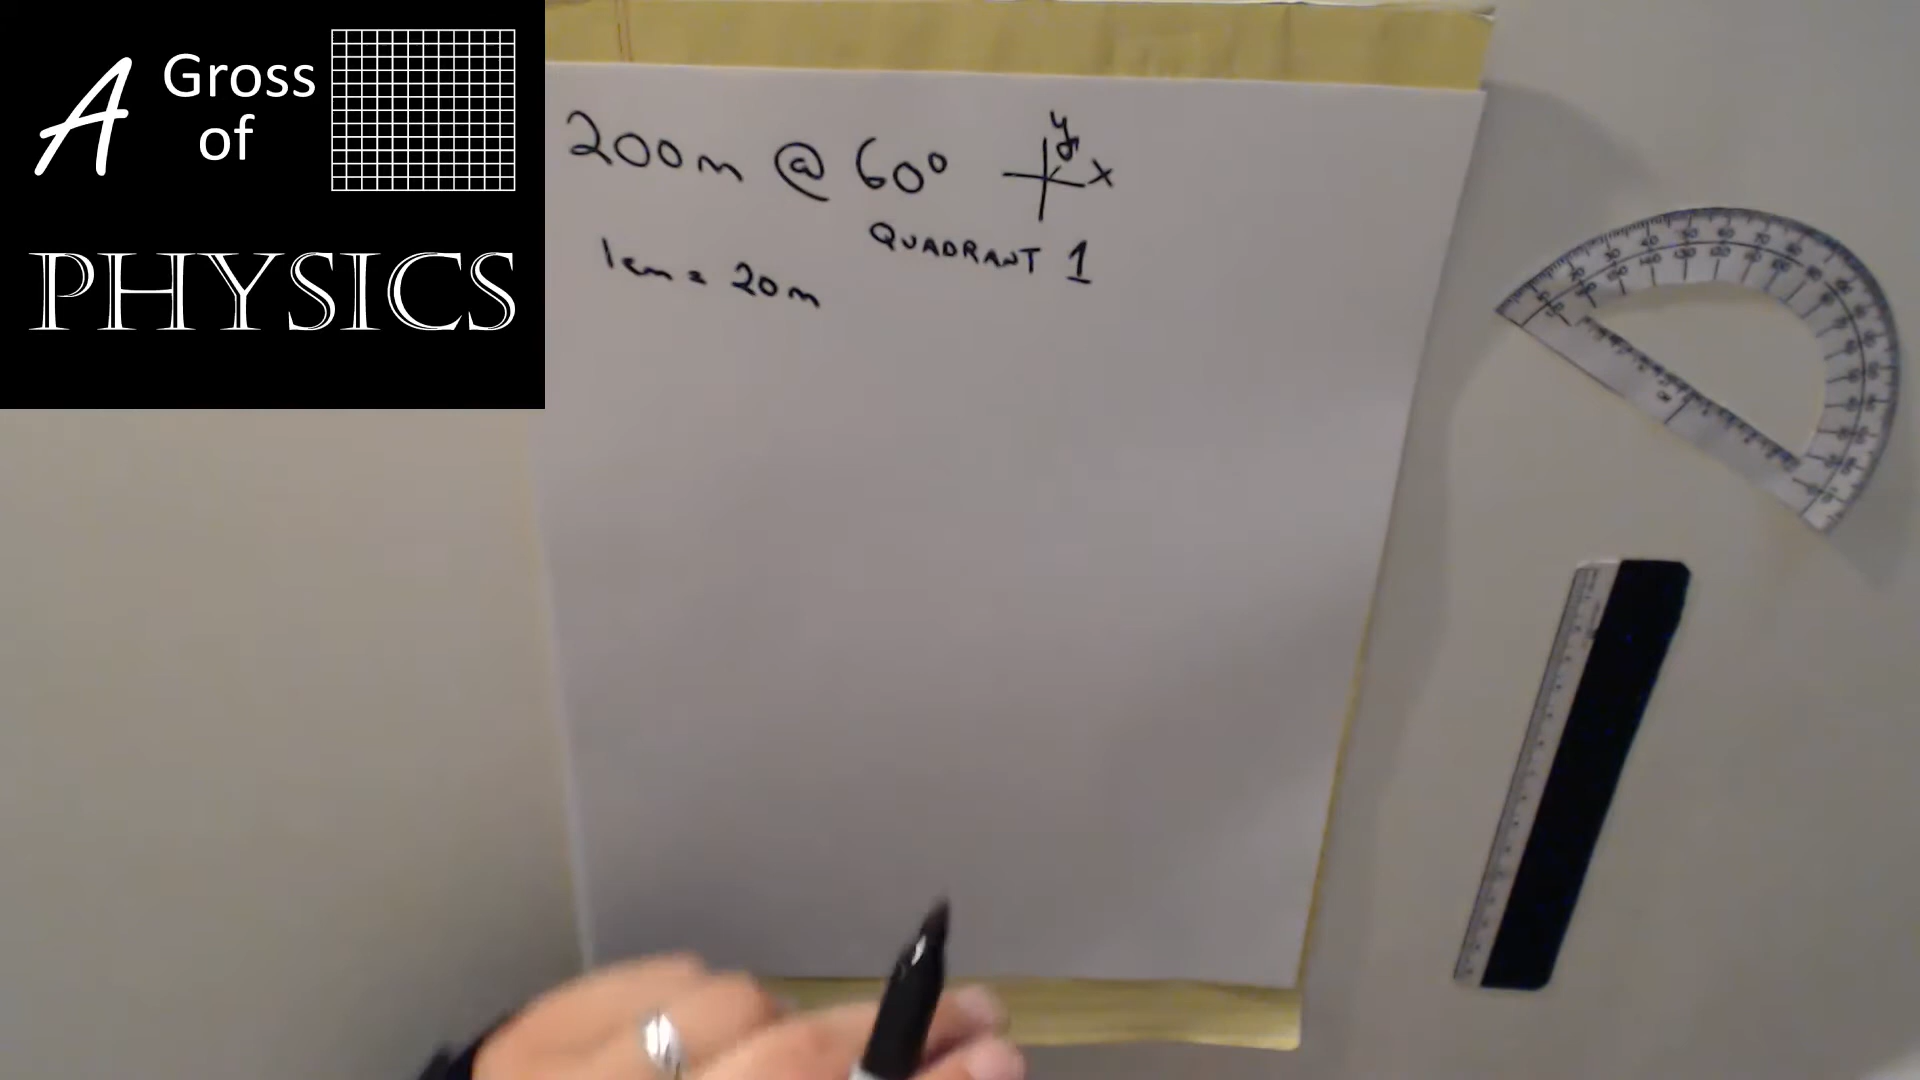 A Gross
of
PHYSICS
200m @ 60° y
x
QUADRANT 1
1cm = 20m